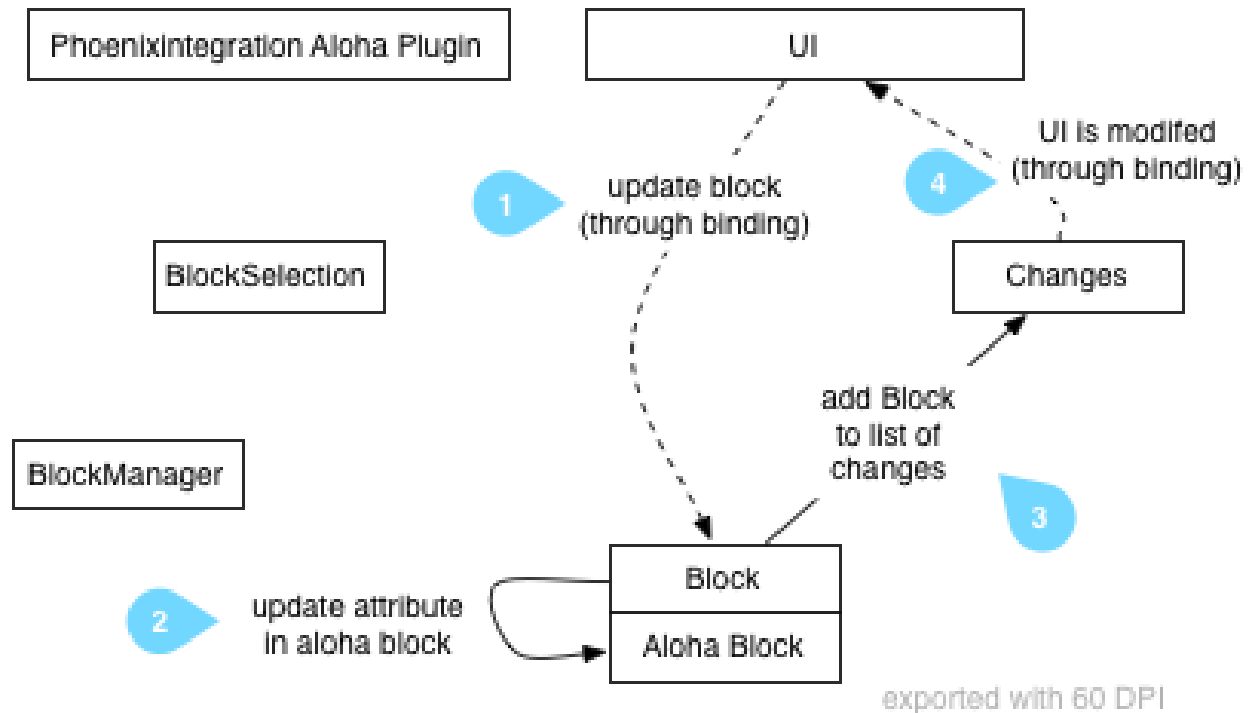 Phoenixintegration Aloha Plugin
UI
UI is modifed
(through binding)
4
1
update block
(through binding)
BlockSelection
Changes
add Block
to list of
changes
BlockManager
3
Block
2
update attribute
in aloha block
Aloha Block
exported with 60 DPI